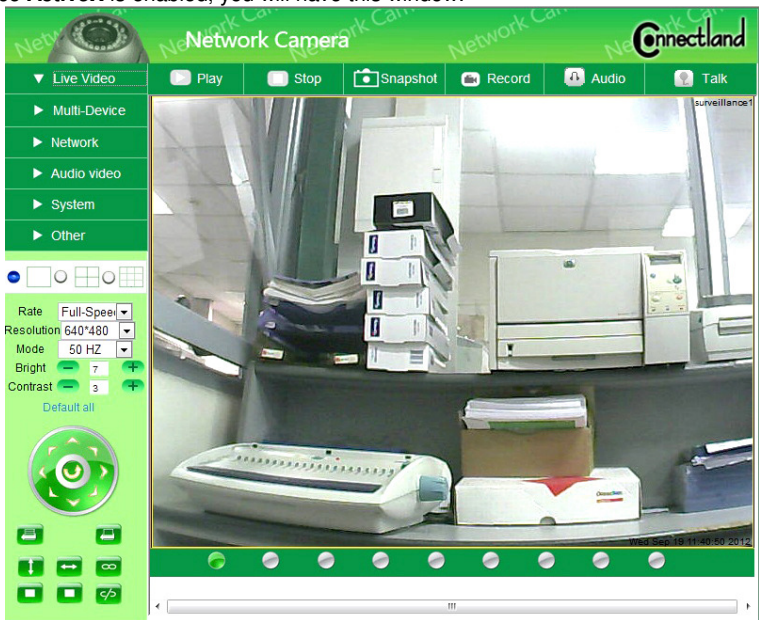 se ActiveX is enabled, you will have this window:
Network Camera
Connectland
Live Video
Play
Stop
Snapshot
Record
Audio
Talk
Multi-Device
Network
Audio video
System
Other
surveillance1
Rate Full-Speed
Resolution 640*480
Mode 50 HZ
Bright 7
Contrast 3
Default all
Wed Sep 19 11:40:50 2012